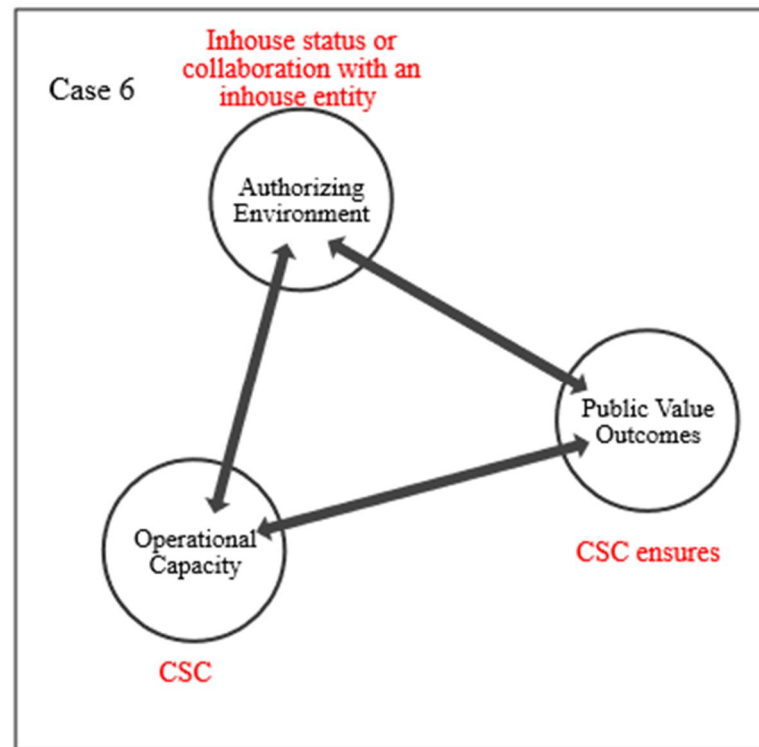 Inhouse status or
collaboration with an
inhouse entity
Case 6
Authorizing
Environment
Public Value
Outcomes
CSC ensures
Operational
Capacity
CSC